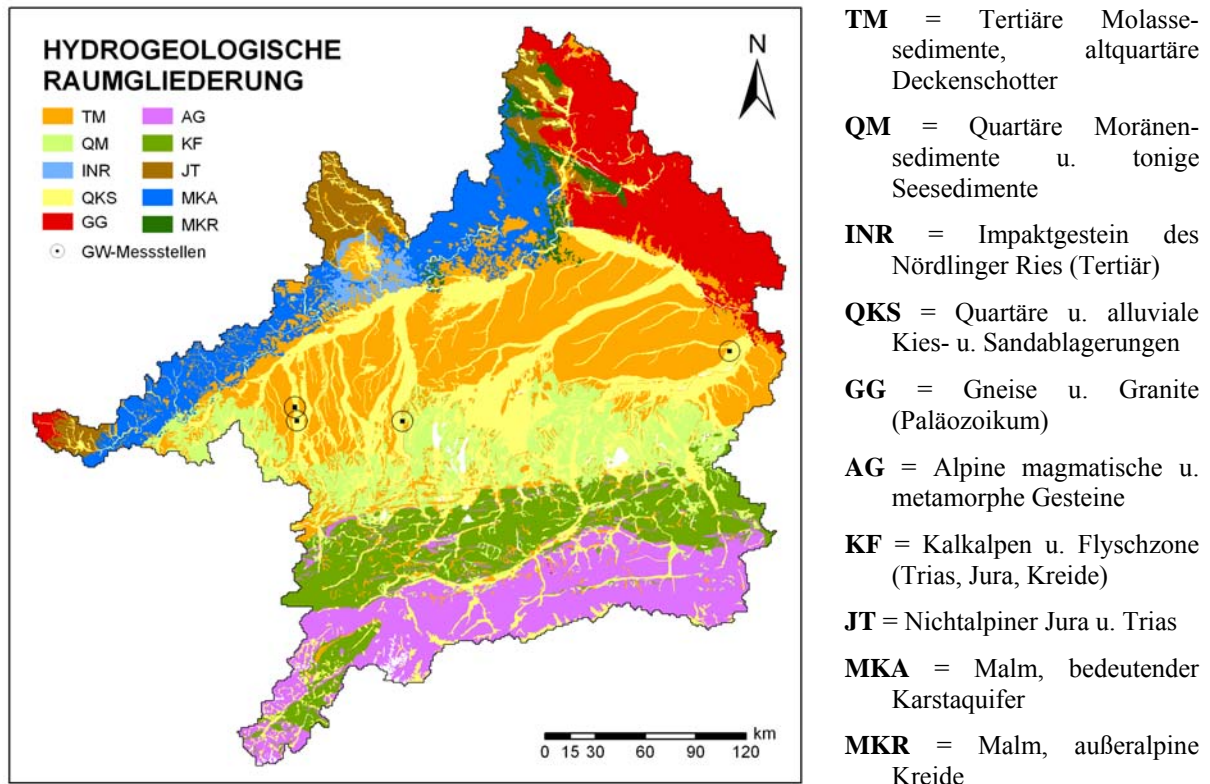 HYDROGEOLOGISCHE
RAUMGLIEDERUNG
TM AG
QM KF
INR JT
QKS MKA
GG MKR
GW-Messstellen
N
km
0 15 30 60 90 120
TM = Tertiäre Molasse-
sedimente, altquartäre
Deckenschotter
QM = Quartäre Moränen-
sedimente u. tonige
Seesedimente
INR = Impaktgestein des
Nördlinger Ries (Tertiär)
QKS = Quartäre u. alluviale
Kies- u. Sandablagerungen
GG = Gneise u. Granite
(Paläozoikum)
AG = Alpine magmatische u.
metamorphe Gesteine
KF = Kalkalpen u. Flyschzone
(Trias, Jura, Kreide)
JT = Nichtalpiner Jura u. Trias
MKA = Malm, bedeutender
Karstaquifer
MKR = Malm, außeralpine
Kreide